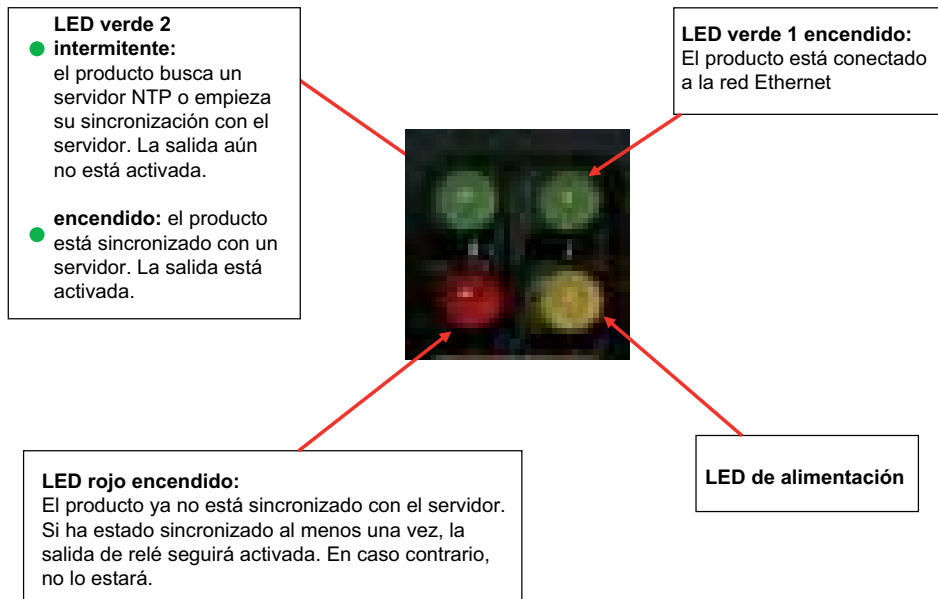 LED verde 2
intermitente:
el producto busca un
servidor NTP o empieza
su sincronización con el
servidor. La salida aún
no está activada.
encendido: el producto
está sincronizado con un
servidor. La salida está
activada.
LED verde 1 encendido:
El producto está conectado
a la red Ethernet
LED rojo encendido:
El producto ya no está sincronizado con el servidor.
Si ha estado sincronizado al menos una vez, la
salida de relé seguirá activada. En caso contrario,
no lo estará.
LED de alimentación